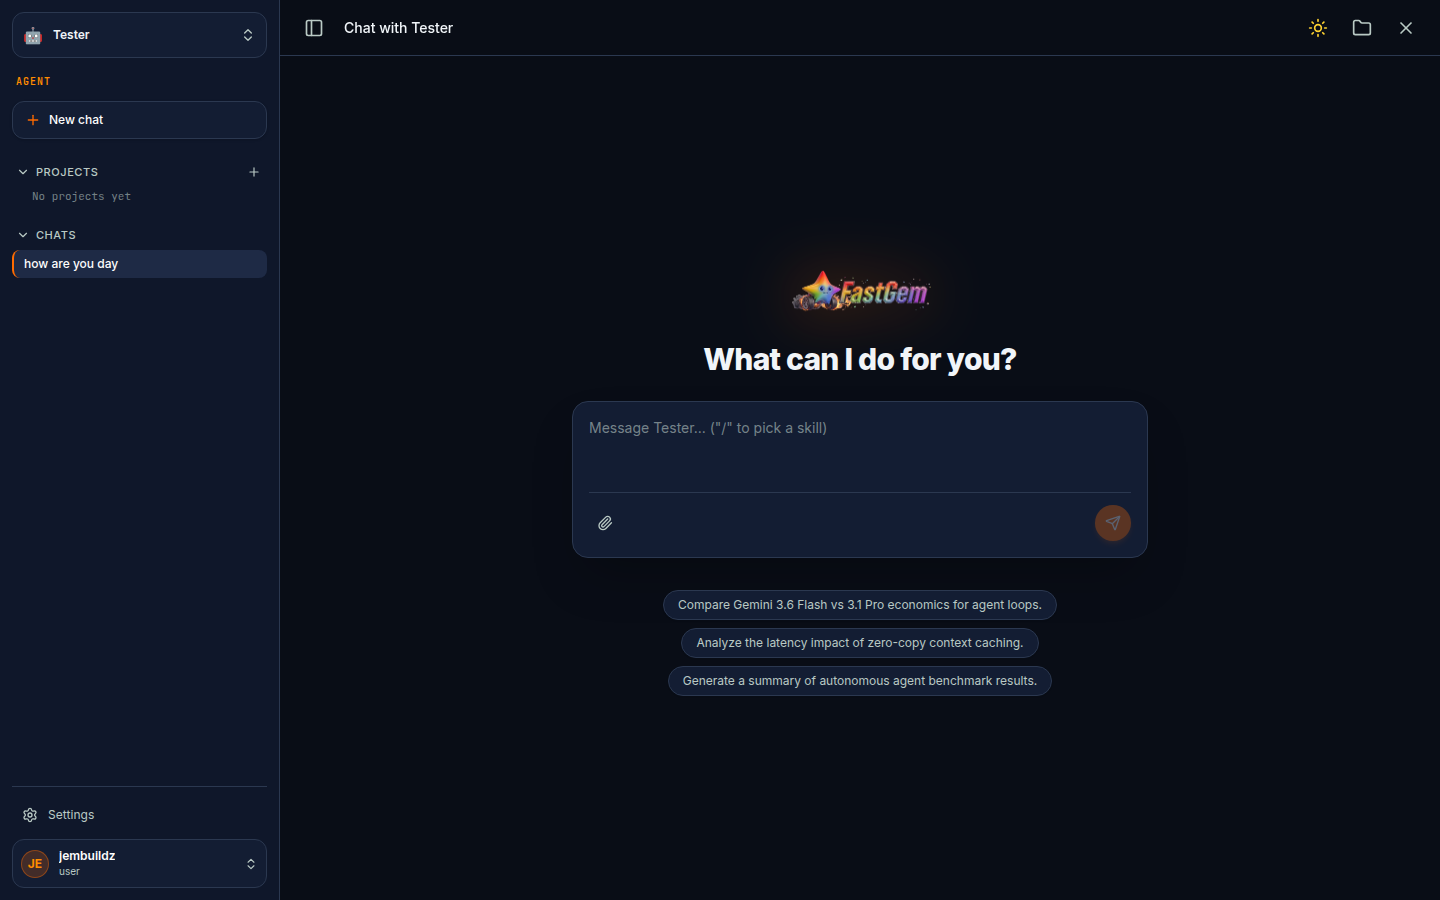 Tester
AGENT
New chat
PROJECTS
No projects yet
CHATS
how are you day
Settings
JE
jembuildz
user
Chat with Tester
FastGem
What can I do for you?
Message Tester... ("/" to pick a skill)
Compare Gemini 3.6 Flash vs 3.1 Pro economics for agent loops.
Analyze the latency impact of zero-copy context caching.
Generate a summary of autonomous agent benchmark results.